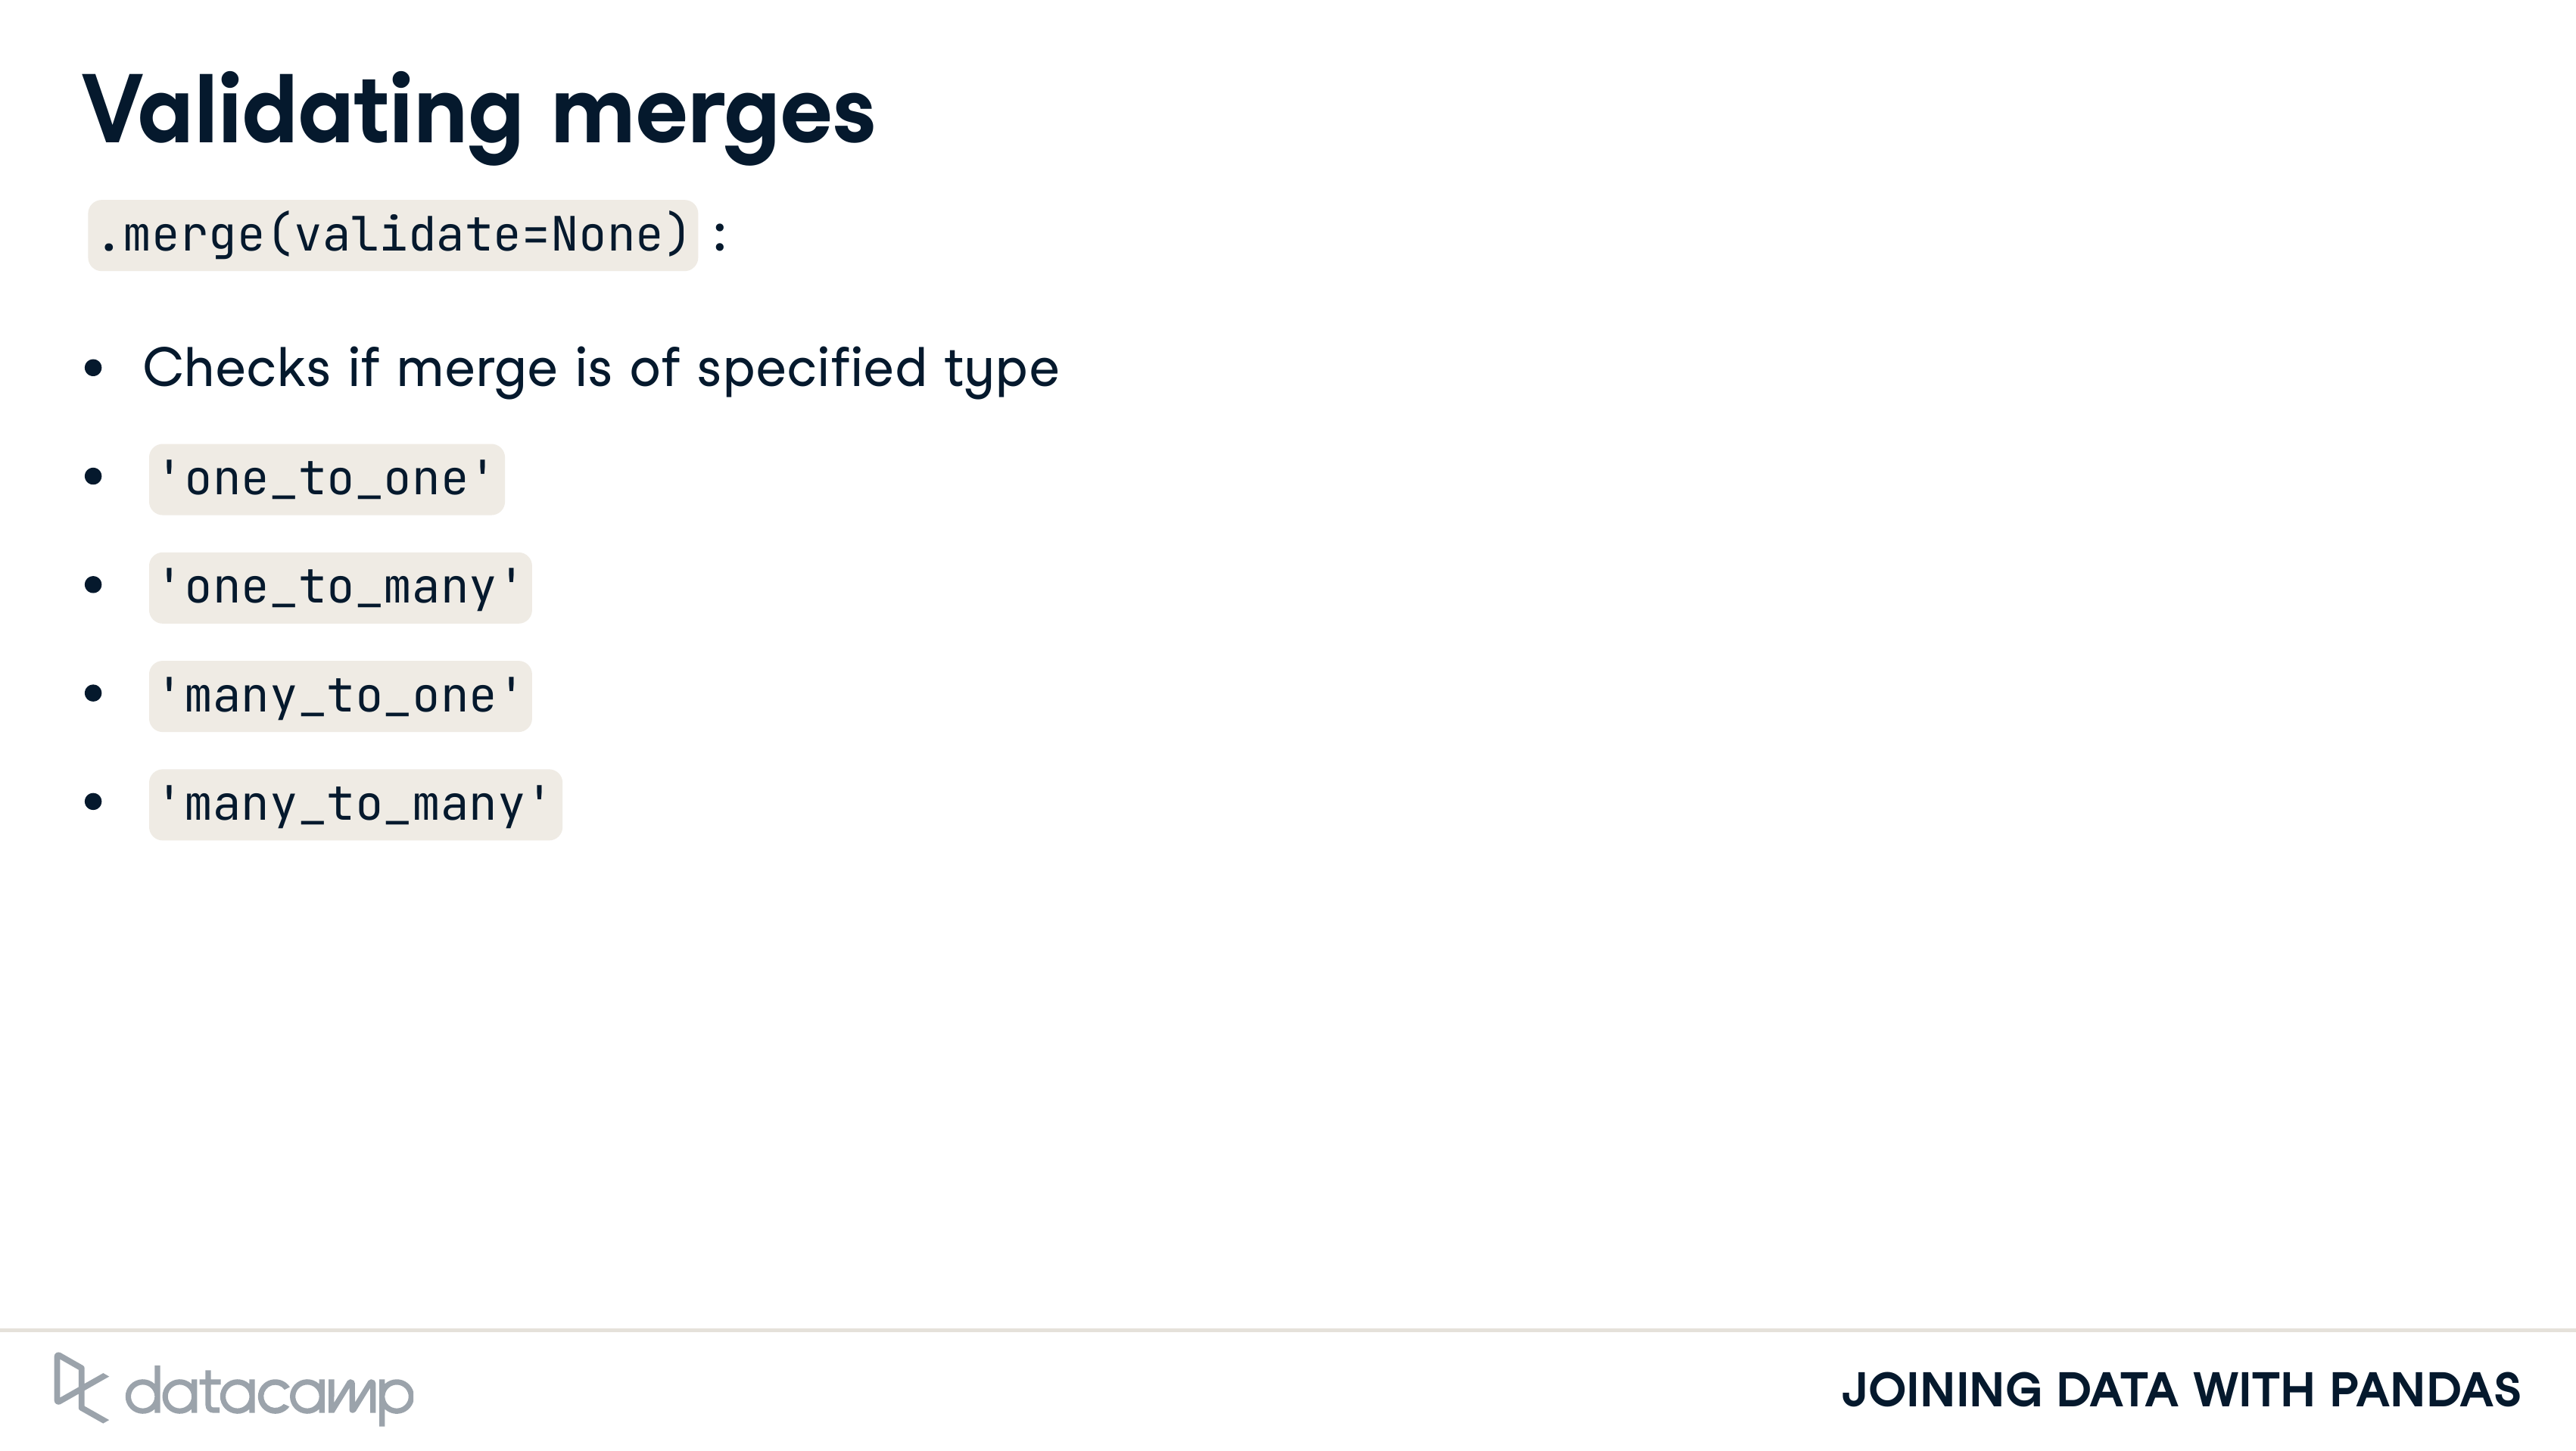 Validating merges
.merge(validate=None) :
• Checks if merge is of specified type
• 'one_to_one'
• 'one_to_many'
• 'many_to_one'
• 'many_to_many'
datacamp
JOINING DATA WITH PANDAS